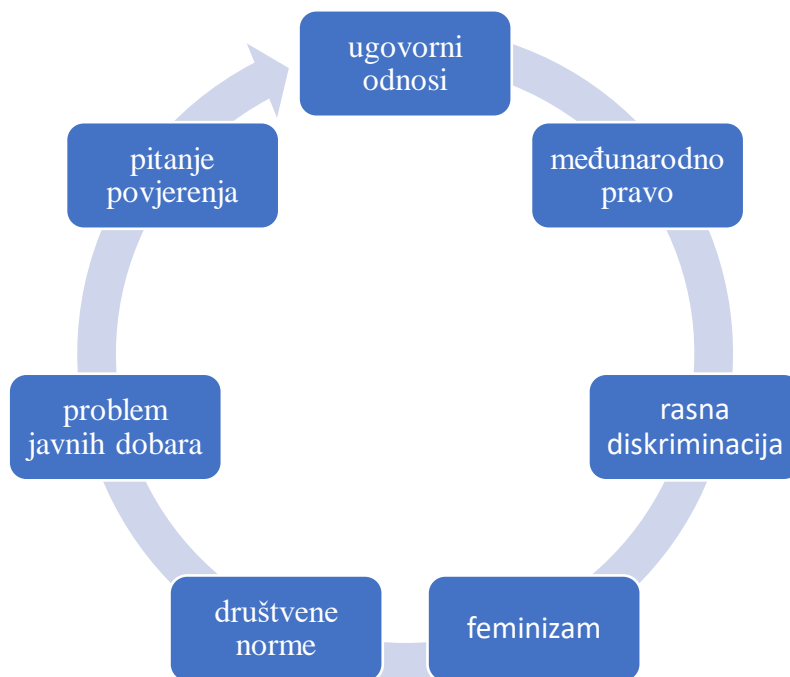 ugovorni
odnosi
međunarodno
pravo
rasna
diskriminacija
feminizam
društvene
norme
problem
javnih dobara
pitanje
povjerenja